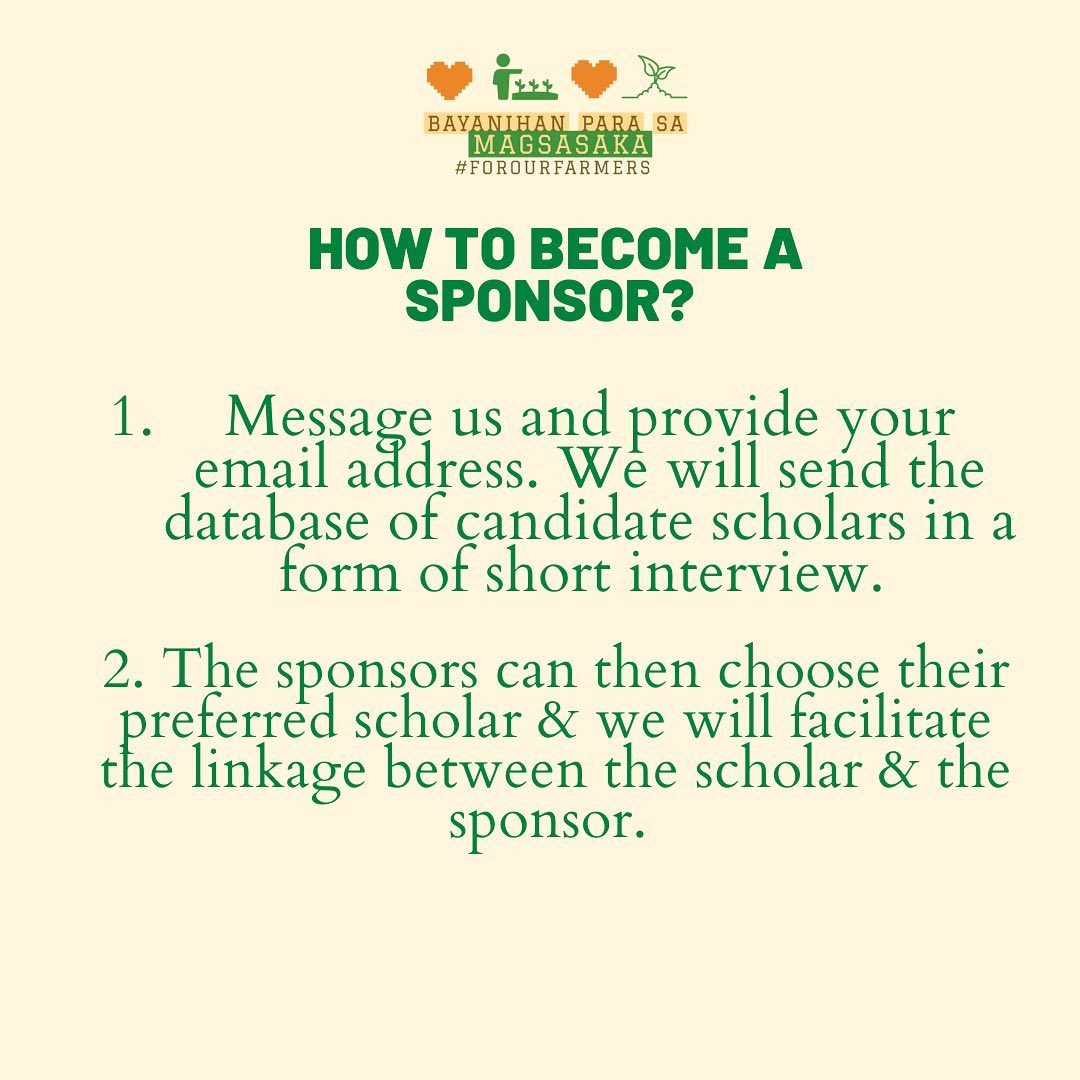 BAYANIHAN PARA SA
MAGSASAKA
#FOROURFARMERS
HOW TO BECOME A
SPONSOR?
1. Message us and provide your
email address. We will send the
database of candidate scholars in a
form of short interview.
2. The sponsors can then choose their
preferred scholar & we will facilitate
the linkage between the scholar & the
sponsor.